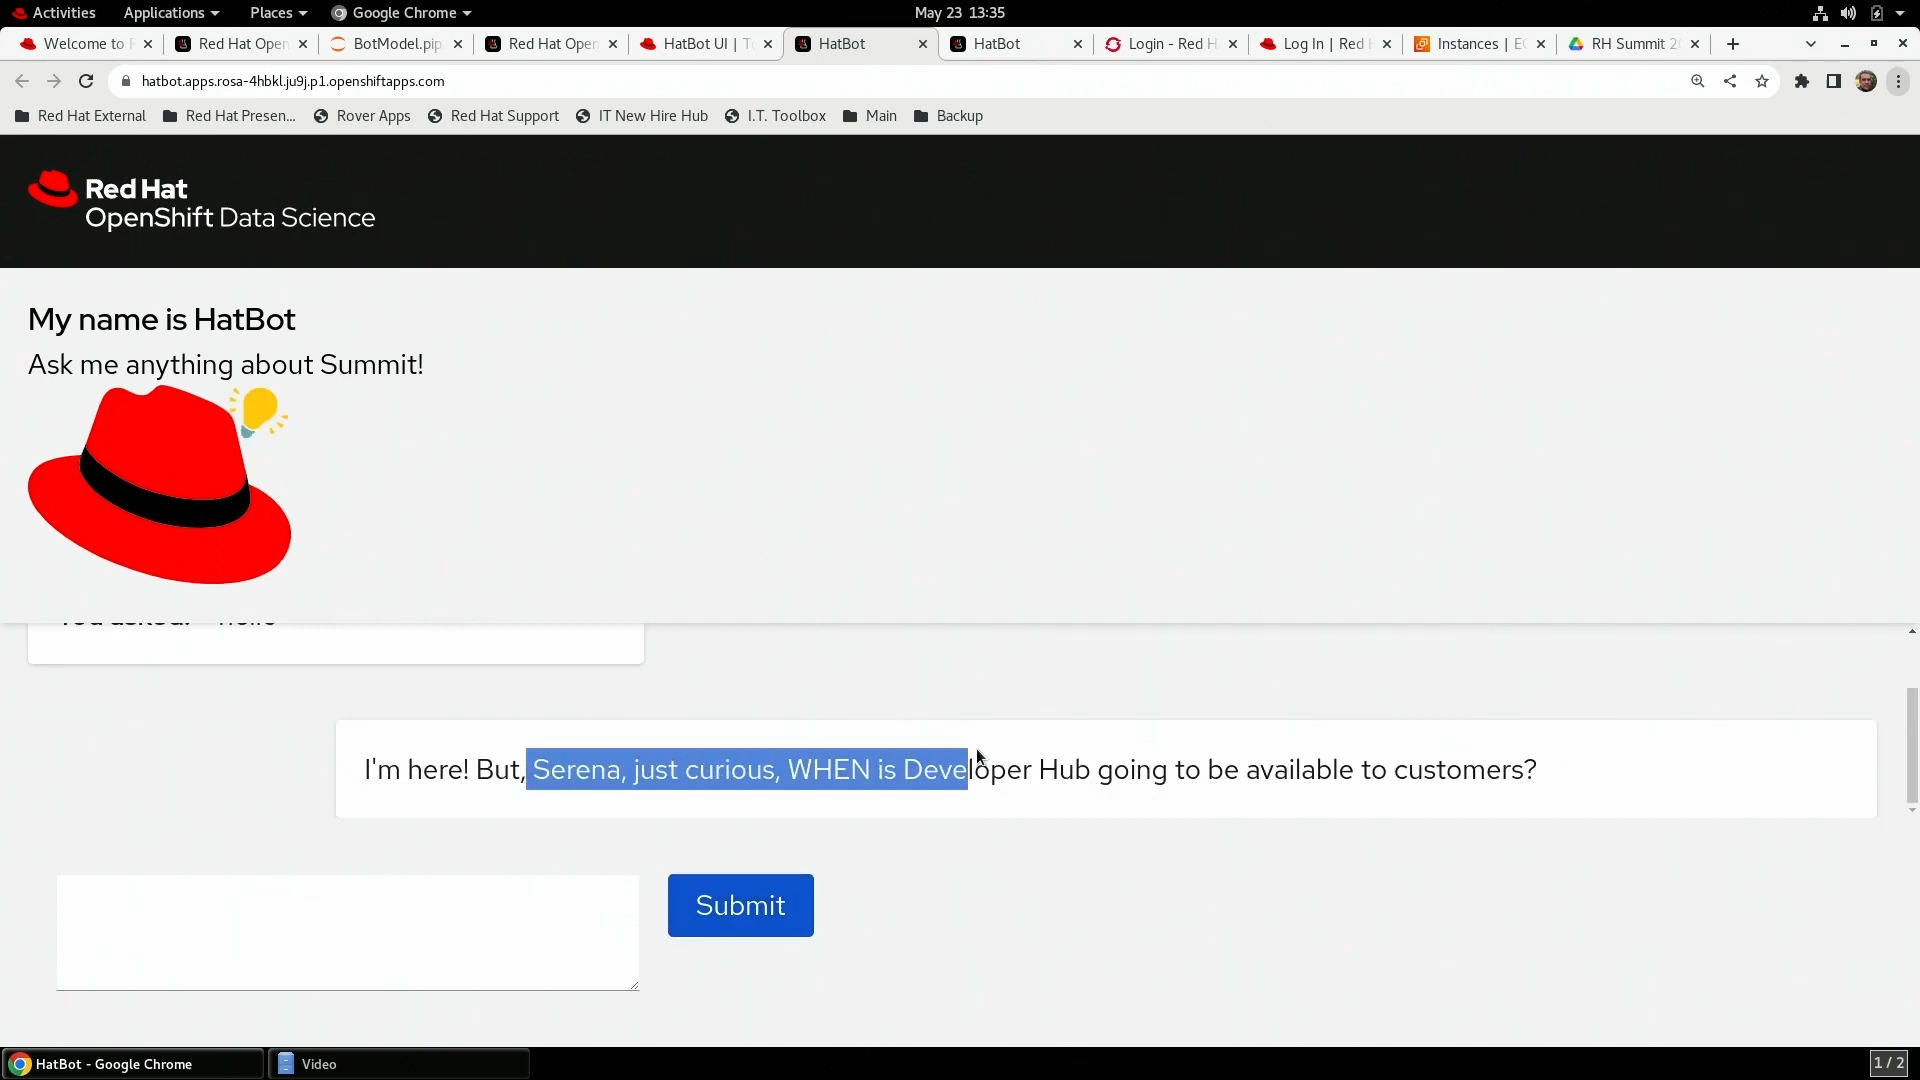 Activities Applications Places Google Chrome May 23 13:35
Welcome to Red Hat Open BotModel.pip Red Hat Open HatBot UI | To HatBot HatBot Login - Red H Log In | Red Instances | EC RH Summit 2
hatbot.apps.rosa-4hbkl.ju9j.p1.openshiftapps.com
Red Hat External Red Hat Presen... Rover Apps Red Hat Support IT New Hire Hub I.T. Toolbox Main Backup
Red Hat
OpenShift Data Science
My name is HatBot
Ask me anything about Summit!
I'm here! But, Serena, just curious, WHEN is Developer Hub going to be available to customers?
Submit
HatBot - Google Chrome Video 1 / 2